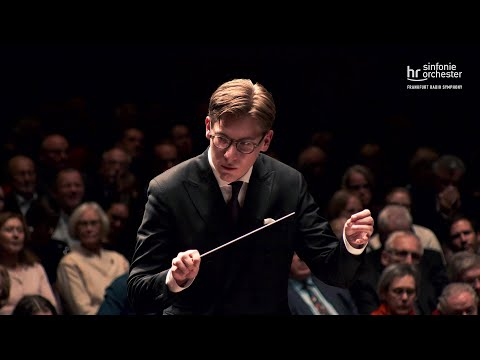 hr sinfonie
orchester
FRANKFURT RADIO SYMPHONY